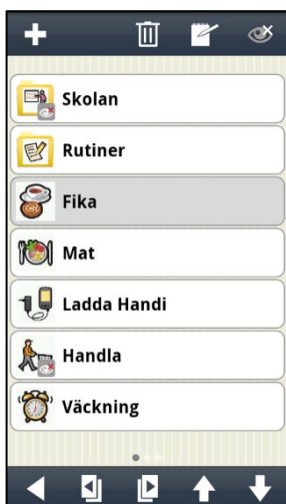 Skolan
Rutiner
Fika
Mat
Ladda Handi
Handla
Väckning